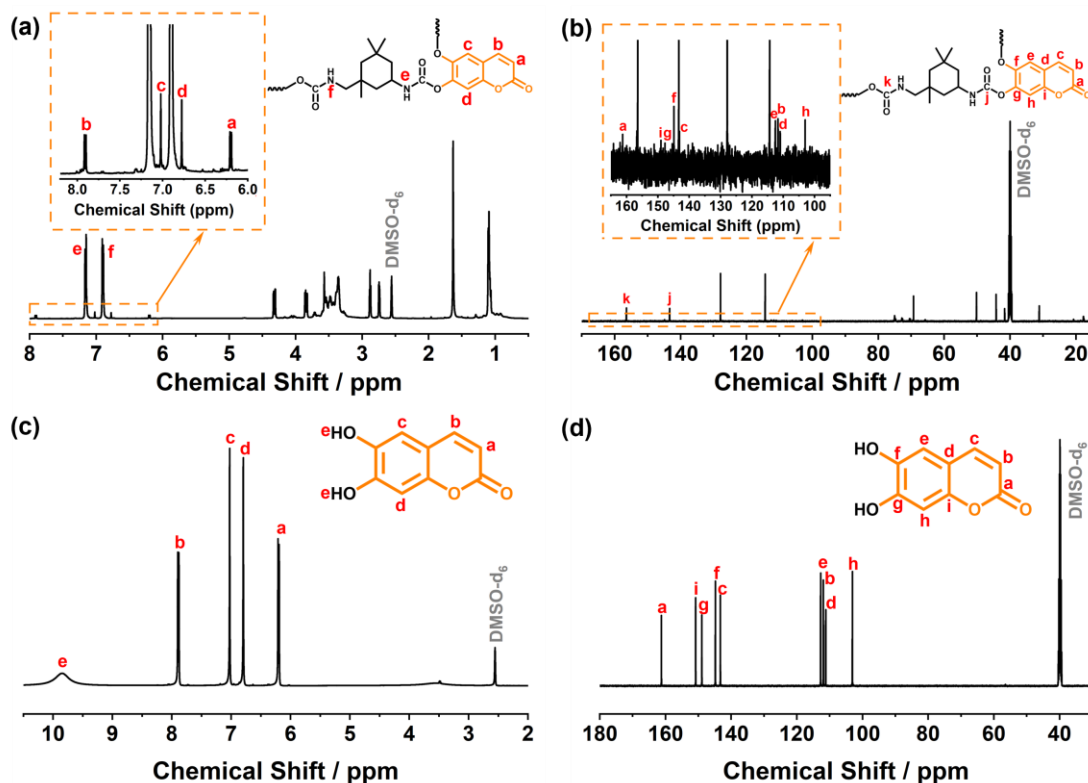 (a)
c
d
b
a
8.0 7.5 7.0 6.5 6.0
Chemical Shift (ppm)
O
O
N
H
f
e
N
H
O
O
O
c
b
a
d
O
O
e
f
DMSO-d6
8 7 6 5 4 3 2 1
Chemical Shift / ppm
(b)
a
i
g
f
c
e
b
d
h
160 150 140 130 120 110 100
Chemical Shift (ppm)
k
O
O
N
H
N
H
O
j
O
O
f
e
d
c
b
a
g
h
i
O
O
DMSO-d6
k
j
160 140 120 100 80 60 40 20
Chemical Shift / ppm
(c)
c
d
b
a
e
eHO
eHO
c
b
a
d
O
O
DMSO-d6
10 9 8 7 6 5 4 3 2
Chemical Shift / ppm
(d)
HO
HO
f
e
d
c
b
a
g
h
i
O
O
DMSO-d6
a
i
g
f
c
e
b
d
h
180 160 140 120 100 80 60 40
Chemical Shift / ppm